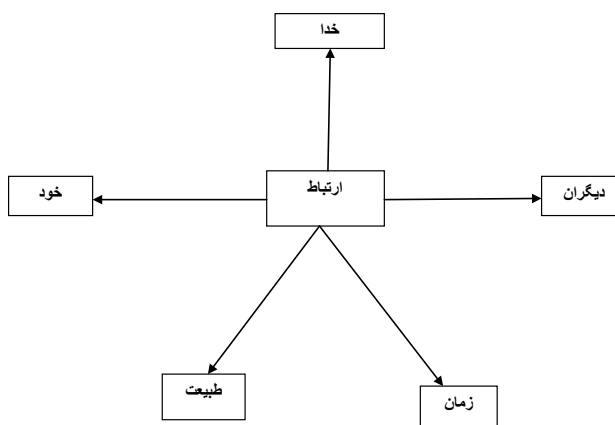 خدا
ارتباط
دیگران
خود
طبیعت
زمان